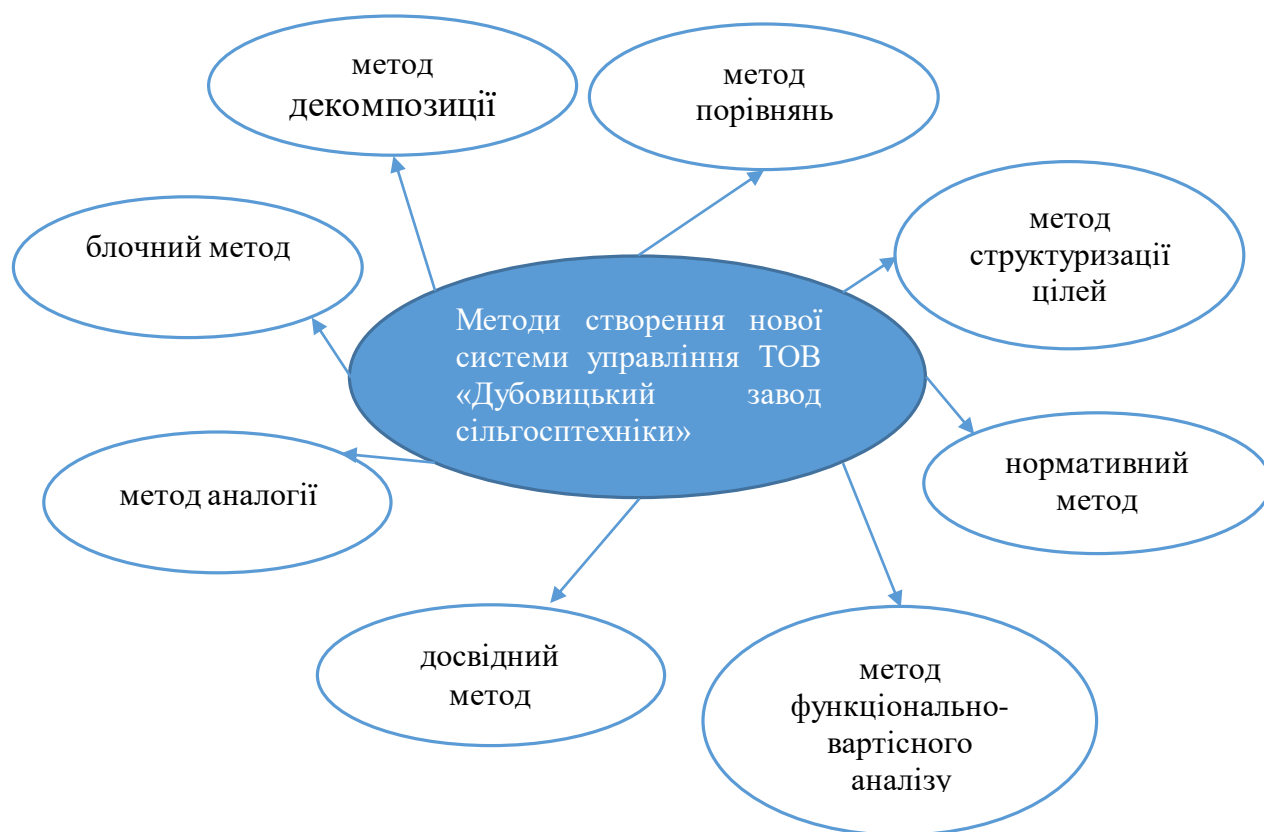 метод
декомпозиції
метод
порівнянь
блочний метод
метод
структуризації
цілей
Методи створення нової
системи управління ТОВ
«Дубовицький завод
сільгосптехніки»
метод аналогії
нормативний
метод
досвідний
метод
метод
функціонально-
вартісного
аналізу